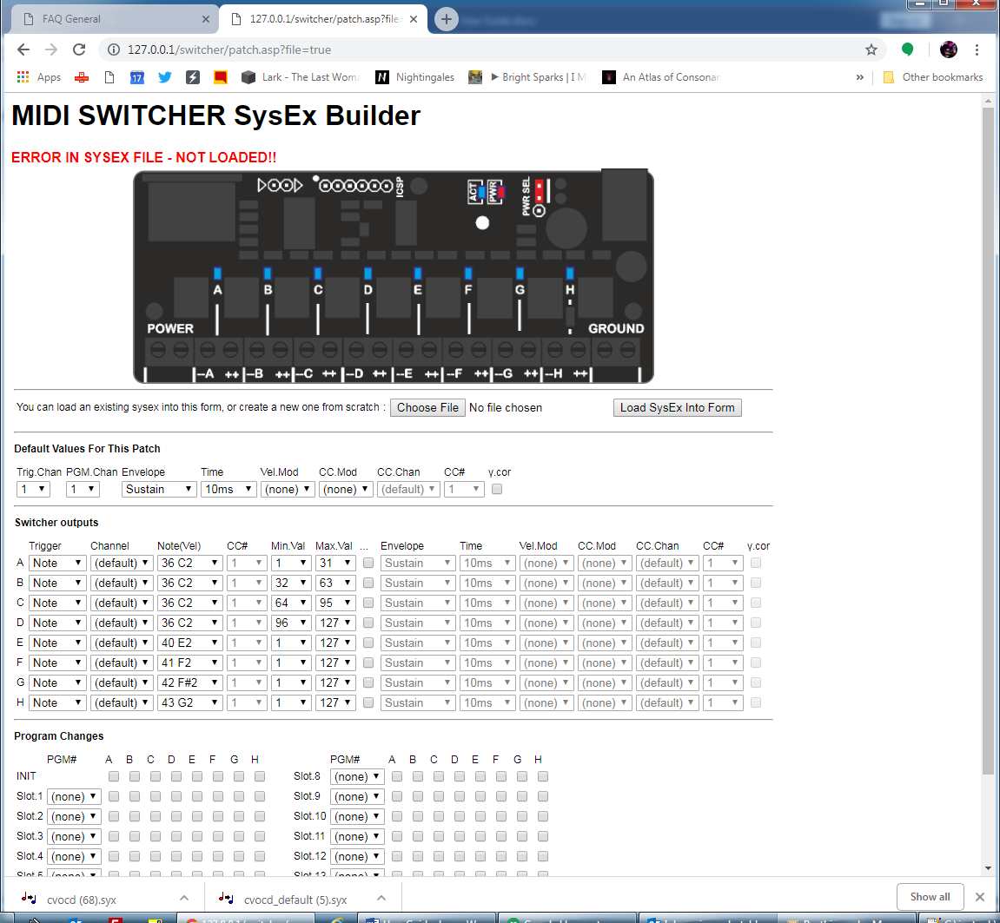 FAQ General
127.0.0.1/switcher/patch.asp?file
127.0.0.1/switcher/patch.asp?file=true
Apps 17 Lark - The Last Woma N Nightingales ▶ Bright Sparks | I M An Atlas of Consonan » Other bookmarks
MIDI SWITCHER SysEx Builder
ERROR IN SYSEX FILE - NOT LOADED!!
ICSP ACT PWR PWR SEL
A B C D E F G H
POWER GROUND
--A ++ --B ++ --C ++ --D ++ --E ++ --F ++ --G ++ --H ++
You can load an existing sysex into this form, or create a new one from scratch : Choose File No file chosen Load SysEx Into Form
Default Values For This Patch
Trig.Chan PGM.Chan Envelope Time Vel.Mod CC.Mod CC.Chan CC# γ.cor
1 1 Sustain 10ms (none) (none) (default) 1
Switcher outputs
Trigger Channel Note(Vel) CC# Min.Val Max.Val ... Envelope Time Vel.Mod CC.Mod CC.Chan CC# γ.cor
A Note (default) 36 C2 1 1 31 Sustain 10ms (none) (none) (default) 1
B Note (default) 36 C2 1 32 63 Sustain 10ms (none) (none) (default) 1
C Note (default) 36 C2 1 64 95 Sustain 10ms (none) (none) (default) 1
D Note (default) 36 C2 1 96 127 Sustain 10ms (none) (none) (default) 1
E Note (default) 40 E2 1 1 127 Sustain 10ms (none) (none) (default) 1
F Note (default) 41 F2 1 1 127 Sustain 10ms (none) (none) (default) 1
G Note (default) 42 F#2 1 1 127 Sustain 10ms (none) (none) (default) 1
H Note (default) 43 G2 1 1 127 Sustain 10ms (none) (none) (default) 1
Program Changes
PGM# A B C D E F G H PGM# A B C D E F G H
INIT Slot.8 (none)
Slot.1 (none) Slot.9 (none)
Slot.2 (none) Slot.10 (none)
Slot.3 (none) Slot.11 (none)
Slot.4 (none) Slot.12 (none)
Slot.5 (none) Slot.13 (none)
cvocd (68).syx cvocd_default (5).syx Show all